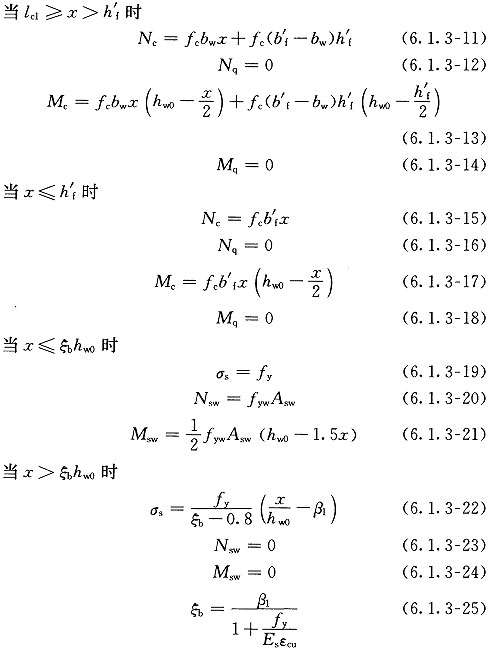 当 l_{c1} ⩾ x > h'_f 时
N_c = f_c b_w x + f_c (b'_f − b_w) h'_f (6.1.3-11)
N_q = 0 (6.1.3-12)
M_c = f_c b_w x (h_{w0} − x/2) + f_c (b'_f − b_w) h'_f (h_{w0} − h'_f/2)
(6.1.3-13)
M_q = 0 (6.1.3-14)
当 x ⩽ h'_f 时
N_c = f_c b'_f x (6.1.3-15)
N_q = 0 (6.1.3-16)
M_c = f_c b'_f x (h_{w0} − x/2) (6.1.3-17)
M_q = 0 (6.1.3-18)
当 x ⩽ ξ_b h_{w0} 时
σ_s = f_y (6.1.3-19)
N_{sw} = f_{yw} A_{sw} (6.1.3-20)
M_{sw} = 1/2 f_{yw} A_{sw} (h_{w0} − 1.5x) (6.1.3-21)
当 x > ξ_b h_{w0} 时
σ_s = f_y/(ξ_b − 0.8) (x/h_{w0} − β_1) (6.1.3-22)
N_{sw} = 0 (6.1.3-23)
M_{sw} = 0 (6.1.3-24)
ξ_b = β_1/(1 + f_y/(E_s ε_{cu})) (6.1.3-25)